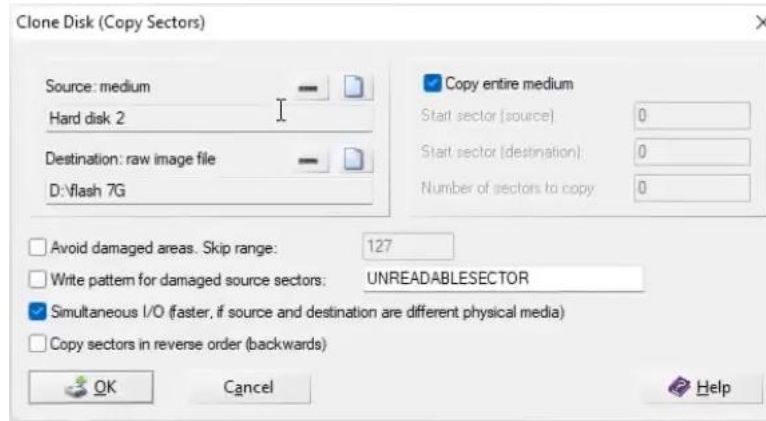 Clone Disk (Copy Sectors)
Source: medium
Hard disk 2
Destination: raw image file
D:\flash 7G
Copy entire medium
Start sector (source):
0
Start sector (destination):
0
Number of sectors to copy
0
Avoid damaged areas. Skip range:
127
Write pattern for damaged source sectors:
UNREADABLESECTOR
Simultaneous I/O (faster, if source and destination are different physical media)
Copy sectors in reverse order (backwards)
OK
Cancel
Help